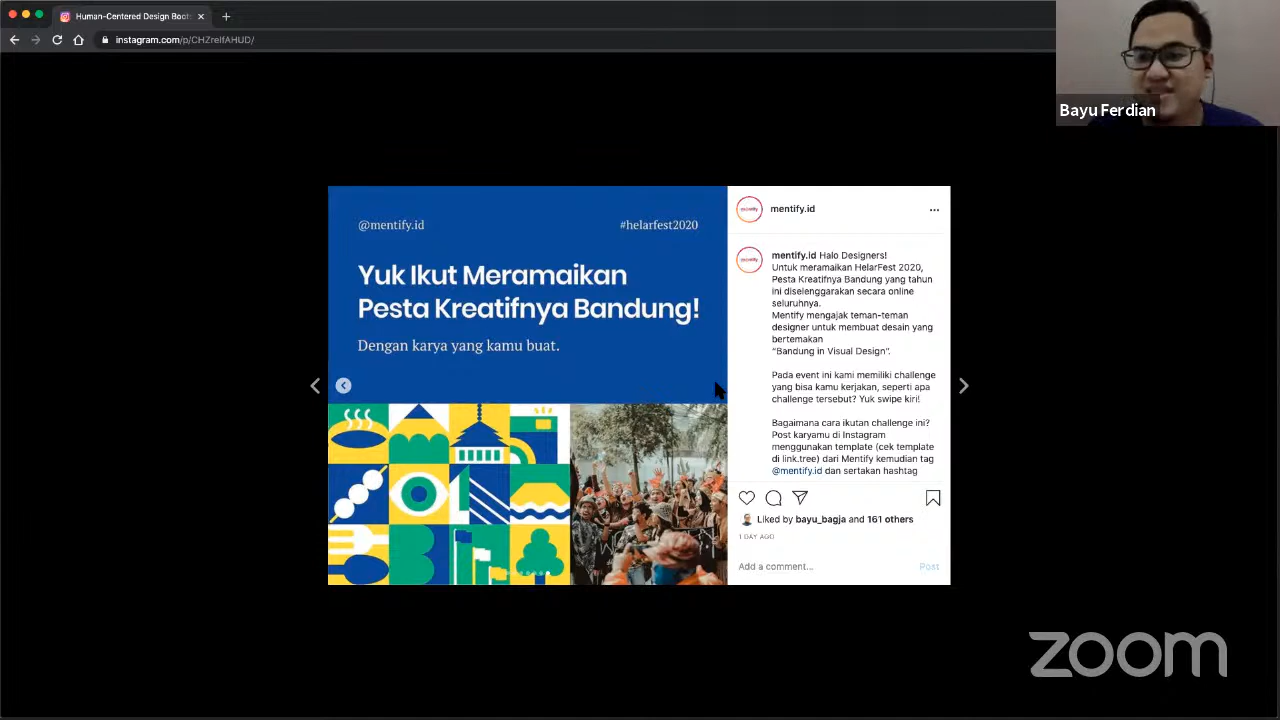 Human-Centered Design Boot
instagram.com/p/CHZrelfAHUD/
Bayu Ferdian
@mentify.id
#helarfest2020
Yuk Ikut Meramaikan
Pesta Kreatifnya Bandung!
Dengan karya yang kamu buat.
mentify.id
mentify.id Halo Designers!
Untuk meramaikan HelarFest 2020,
Pesta Kreatifnya Bandung yang tahun
ini diselenggarakan secara online
seluruhnya.
Mentify mengajak teman-teman
designer untuk membuat desain yang
bertemakan
“Bandung in Visual Design”.
Pada event ini kami memiliki challenge
yang bisa kamu kerjakan, seperti apa
challenge tersebut? Yuk swipe kiri!
Bagaimana cara ikutan challenge ini?
Post karyamu di Instagram
menggunakan template (cek template
di link.tree) dari Mentify kemudian tag
@mentify.id dan sertakan hashtag
Liked by bayu_bagja and 161 others
1 DAY AGO
Add a comment...
Post
zoom